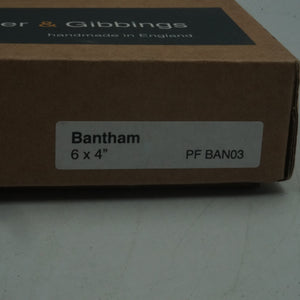 & Gibbings
handmade in England
Bantham
6 x 4"
PF BAN03